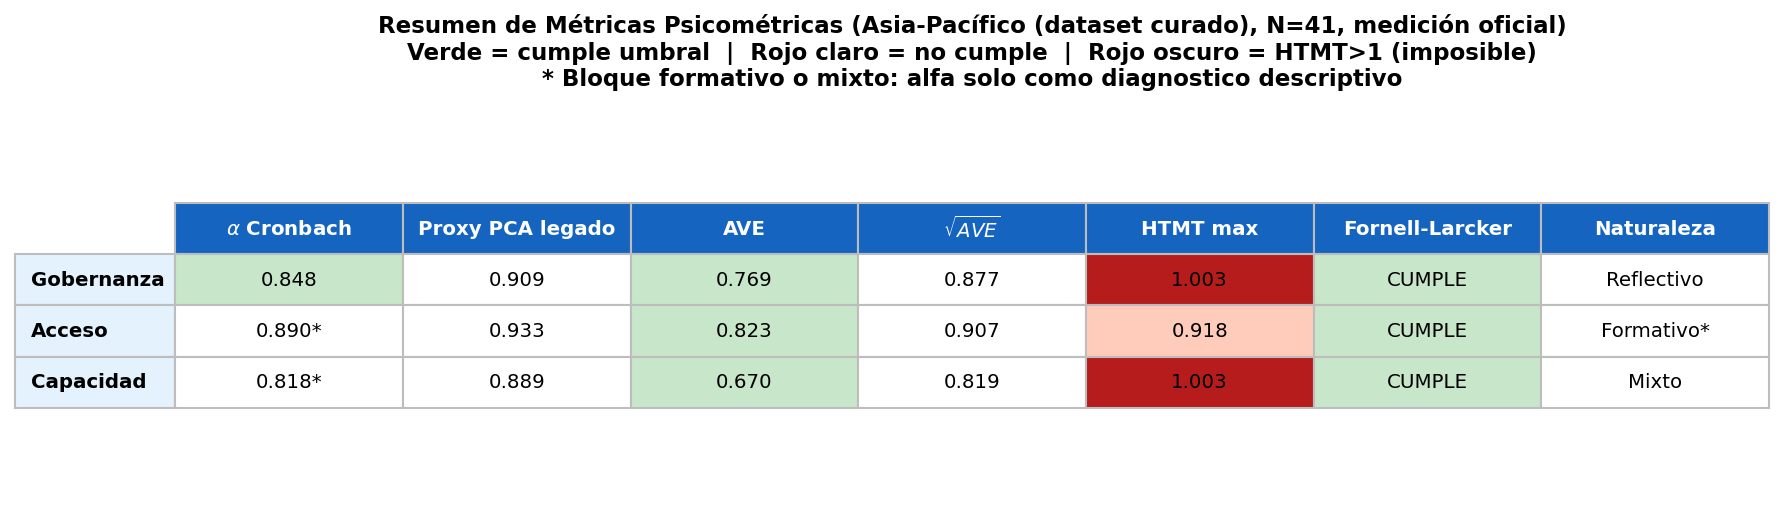 Resumen de Métricas Psicométricas (Asia-Pacífico (dataset curado), N=41, medición oficial)
Verde = cumple umbral | Rojo claro = no cumple | Rojo oscuro = HTMT>1 (imposible)
* Bloque formativo o mixto: alfa solo como diagnostico descriptivo
α Cronbach Proxy PCA legado AVE √AVE HTMT max Fornell-Larcker Naturaleza
Gobernanza 0.848 0.909 0.769 0.877 1.003 CUMPLE Reflectivo
Acceso 0.890* 0.933 0.823 0.907 0.918 CUMPLE Formativo*
Capacidad 0.818* 0.889 0.670 0.819 1.003 CUMPLE Mixto